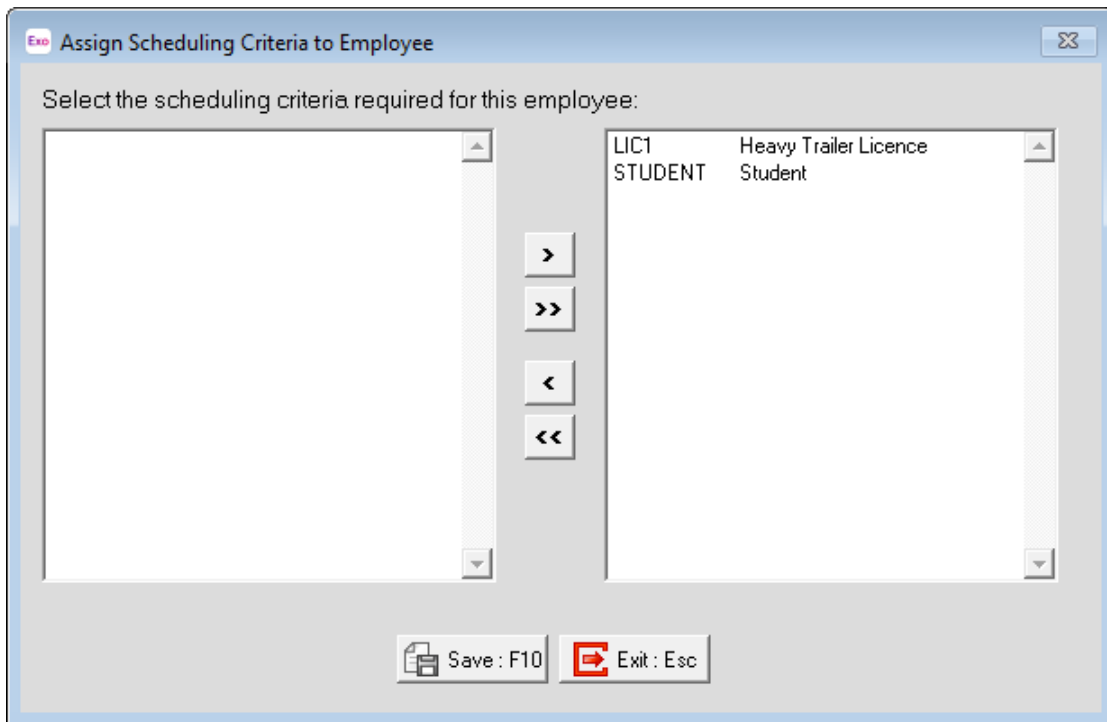 Exo Assign Scheduling Criteria to Employee
Select the scheduling criteria required for this employee:
LIC1 Heavy Trailer Licence
STUDENT Student
>
>>
<
<<
Save : F10 Exit : Esc